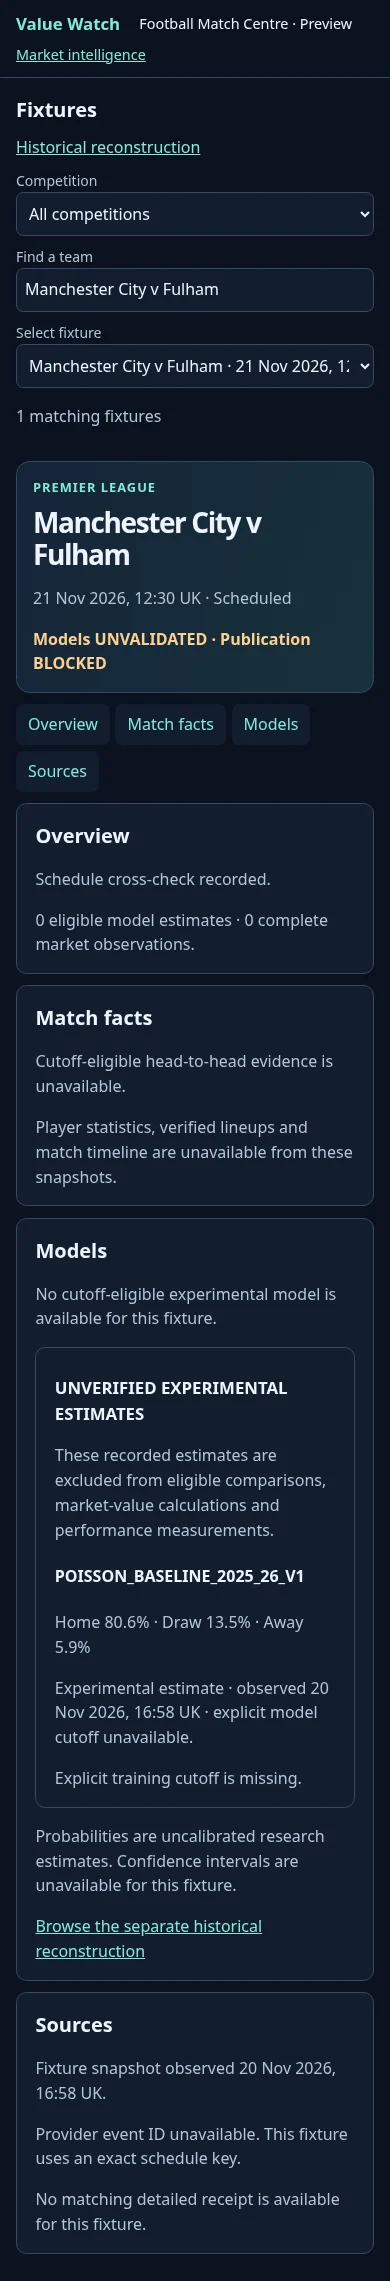 Value Watch Football Match Centre · Preview
Market intelligence
Fixtures
Historical reconstruction
Competition
All competitions
Find a team
Manchester City v Fulham
Select fixture
Manchester City v Fulham · 21 Nov 2026, 12
1 matching fixtures
PREMIER LEAGUE
Manchester City v
Fulham
21 Nov 2026, 12:30 UK · Scheduled
Models UNVALIDATED · Publication
BLOCKED
Overview Match facts Models
Sources
Overview
Schedule cross-check recorded.
0 eligible model estimates · 0 complete
market observations.
Match facts
Cutoff-eligible head-to-head evidence is
unavailable.
Player statistics, verified lineups and
match timeline are unavailable from these
snapshots.
Models
No cutoff-eligible experimental model is
available for this fixture.
UNVERIFIED EXPERIMENTAL
ESTIMATES
These recorded estimates are
excluded from eligible comparisons,
market-value calculations and
performance measurements.
POISSON_BASELINE_2025_26_V1
Home 80.6% · Draw 13.5% · Away
5.9%
Experimental estimate · observed 20
Nov 2026, 16:58 UK · explicit model
cutoff unavailable.
Explicit training cutoff is missing.
Probabilities are uncalibrated research
estimates. Confidence intervals are
unavailable for this fixture.
Browse the separate historical
reconstruction
Sources
Fixture snapshot observed 20 Nov 2026,
16:58 UK.
Provider event ID unavailable. This fixture
uses an exact schedule key.
No matching detailed receipt is available
for this fixture.